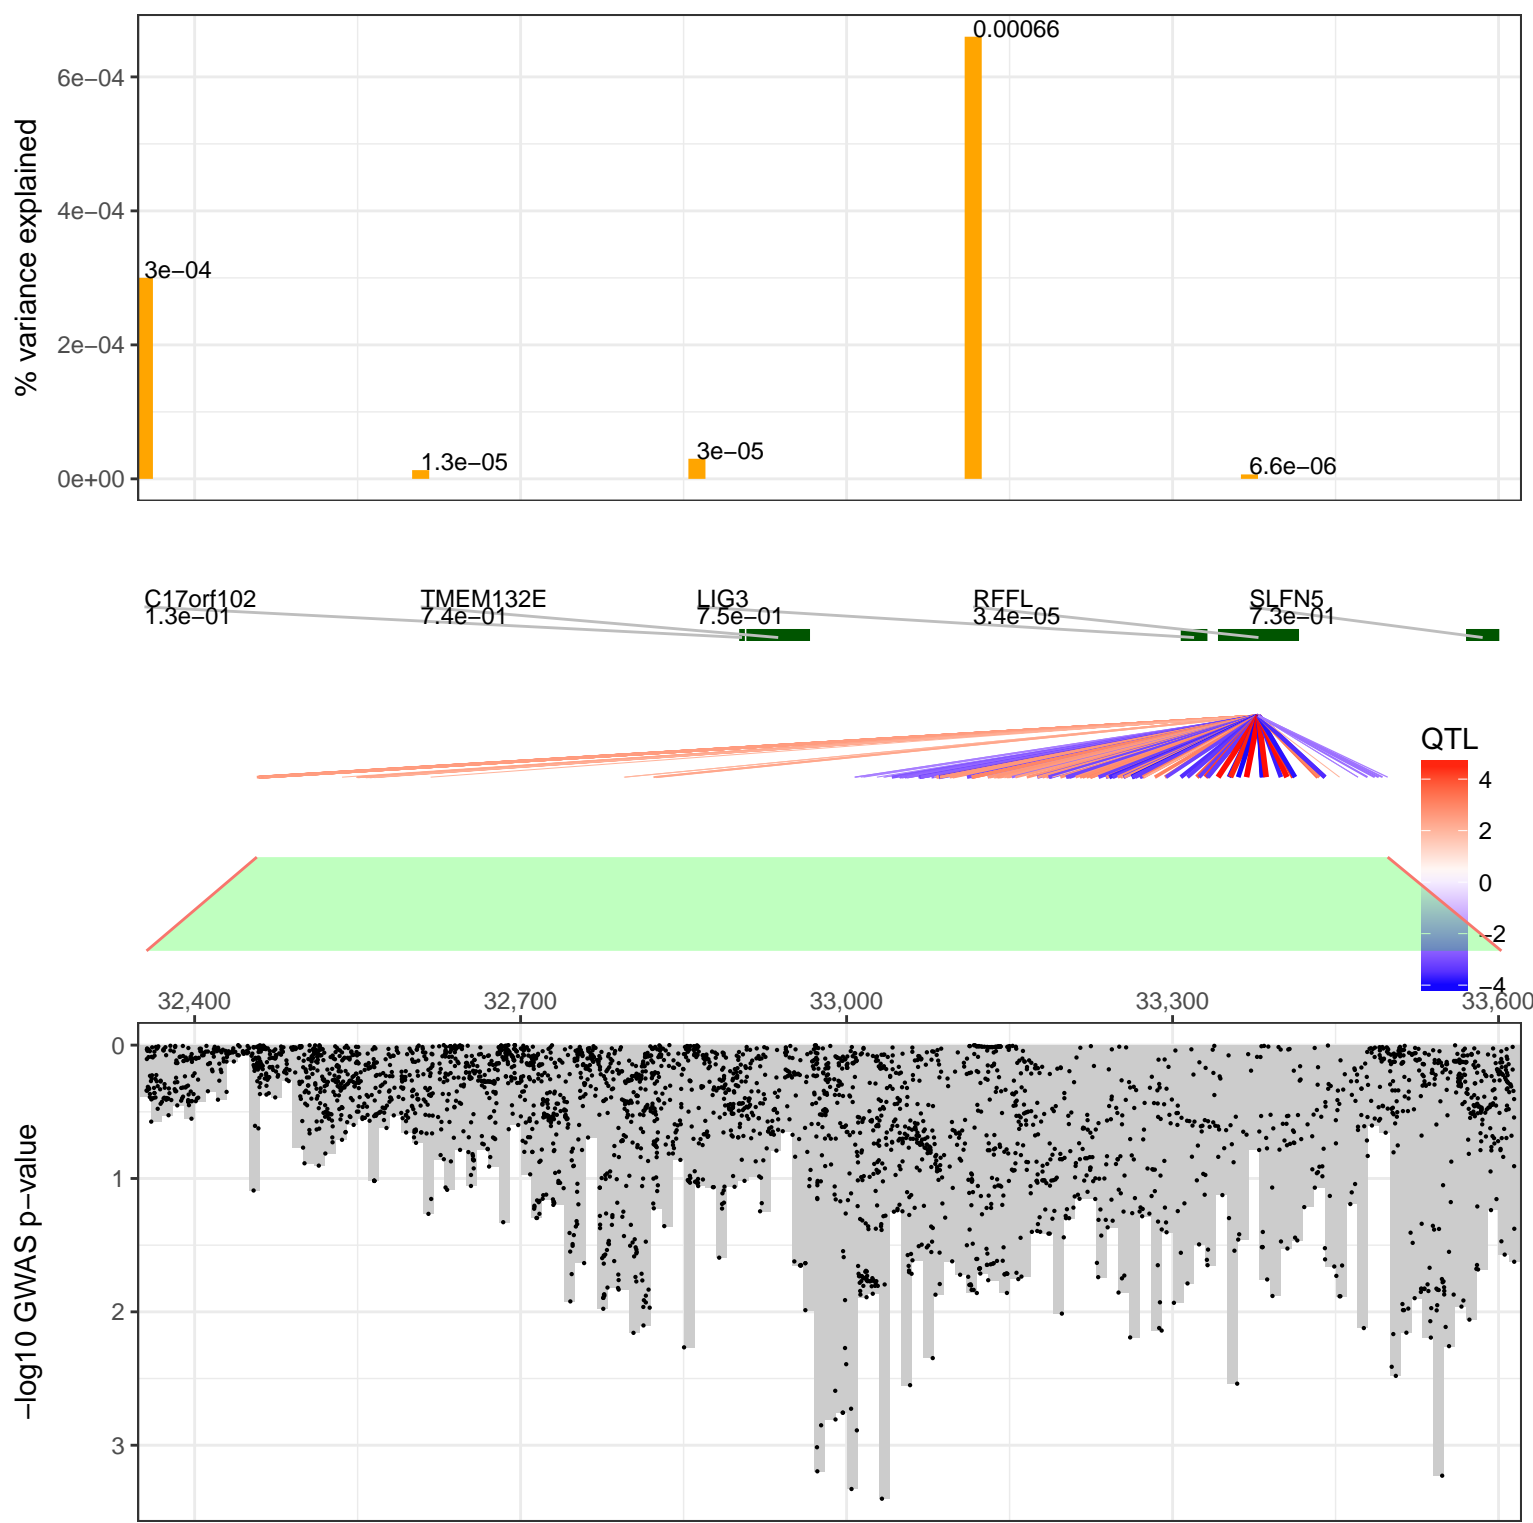 0.00066
6e−04
4e−04
3e−04
2e−04
3e−05
1.3e−05
6.6e−06
0e+00
% variance explained
C17orf102 TMEM132E LIG3 RFFL SLFN5
1.3e−01 7.4e−01 7.5e−01 3.4e−05 7.3e−01
QTL
4
2
0
−2
−4
32,400 32,700 33,000 33,300 33,600
0
1
2
3
−log10 GWAS p−value